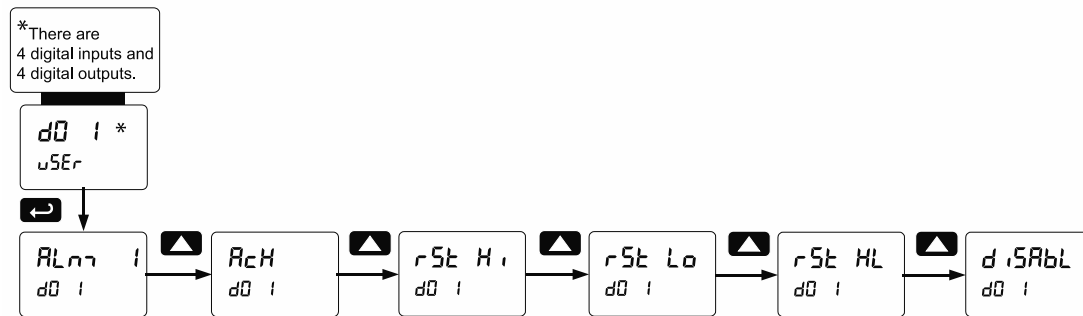 *There are
4 digital inputs and
4 digital outputs.
dO 1 *
uSEr
ALm 1
dO 1
AcK
dO 1
rSt Hi
dO 1
rSt Lo
dO 1
rSt HL
dO 1
diSAbL
dO 1